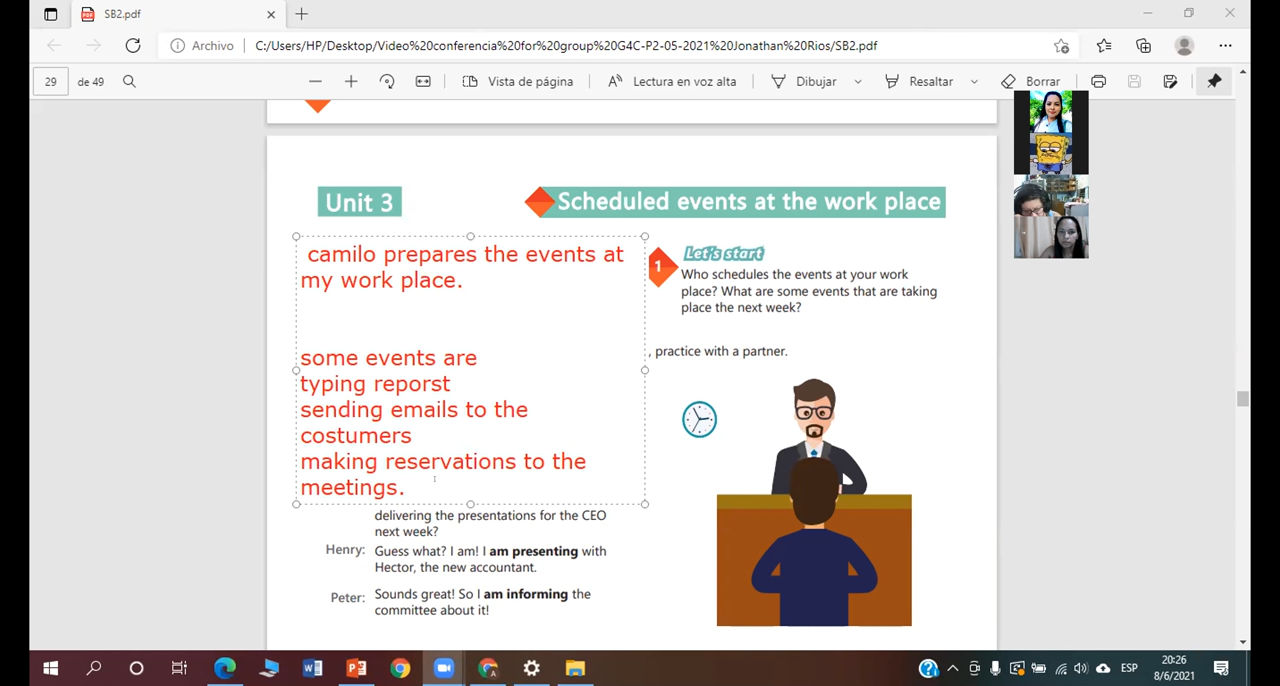 SB2.pdf
Archivo
C:/Users/HP/Desktop/Video%20conferencia%20for%20group%20G4C-P2-05-2021%20Jonathan%20Rios/SB2.pdf
29 de 49
Vista de página
Lectura en voz alta
Dibujar
Resaltar
Borrar
Unit 3
Scheduled events at the work place
camilo prepares the events at
my work place.
some events are
typing reporst
sending emails to the
costumers
making reservations to the
meetings.
1
Let's start
Who schedules the events at your work
place? What are some events that are taking
place the next week?
, practice with a partner.
delivering the presentations for the CEO
next week?
Henry: Guess what? I am! I am presenting with
Hector, the new accountant.
Peter: Sounds great! So I am informing the
committee about it!
ESP
20:26
8/6/2021